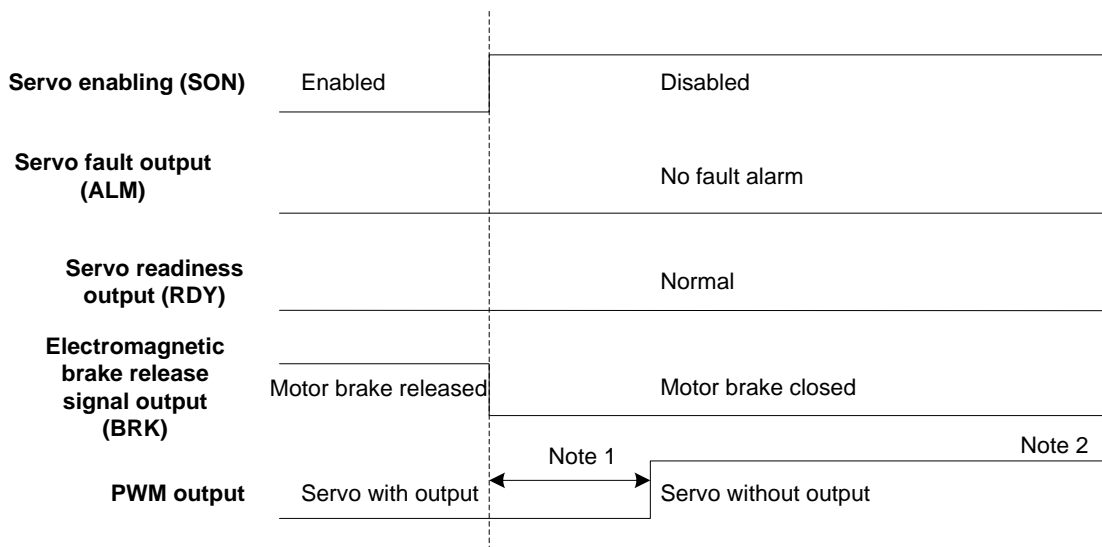 Servo enabling (SON)
Enabled
Disabled
Servo fault output
(ALM)
No fault alarm
Servo readiness
output (RDY)
Normal
Electromagnetic
brake release
signal output
(BRK)
Motor brake released
Motor brake closed
Note 1
Note 2
PWM output
Servo with output
Servo without output